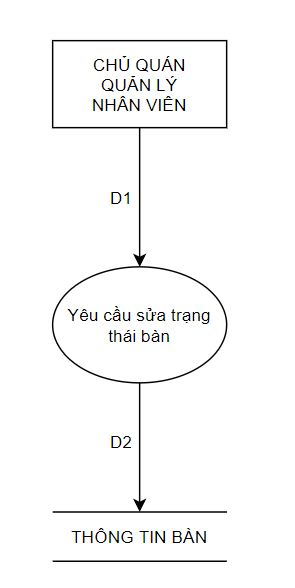 CHỦ QUÁN
QUẢN LÝ
NHÂN VIÊN
D1
Yêu cầu sửa trạng
thái bàn
D2
THÔNG TIN BÀN